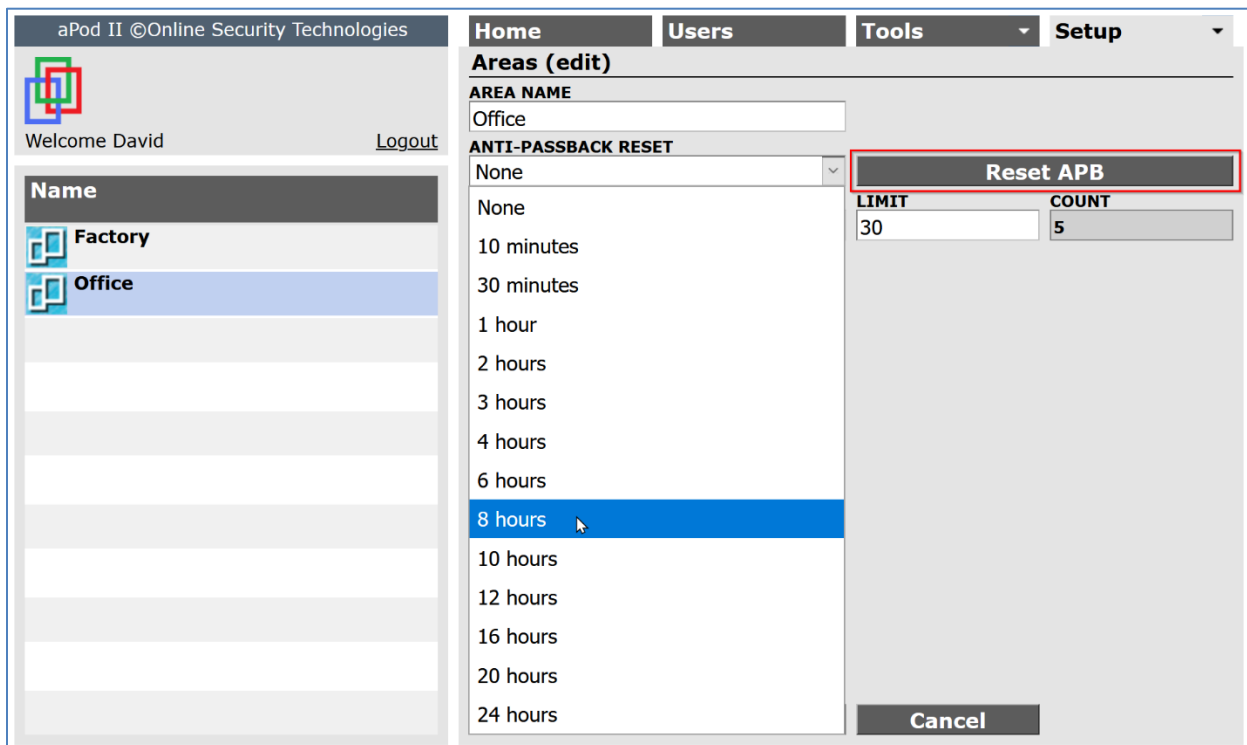 aPod II ©Online Security Technologies
Home Users Tools Setup
Welcome David Logout
Name
Factory
Office
Areas (edit)
AREA NAME
Office
ANTI-PASSBACK RESET
None Reset APB
LIMIT COUNT
30 5
None
10 minutes
30 minutes
1 hour
2 hours
3 hours
4 hours
6 hours
8 hours
10 hours
12 hours
16 hours
20 hours
24 hours
Cancel